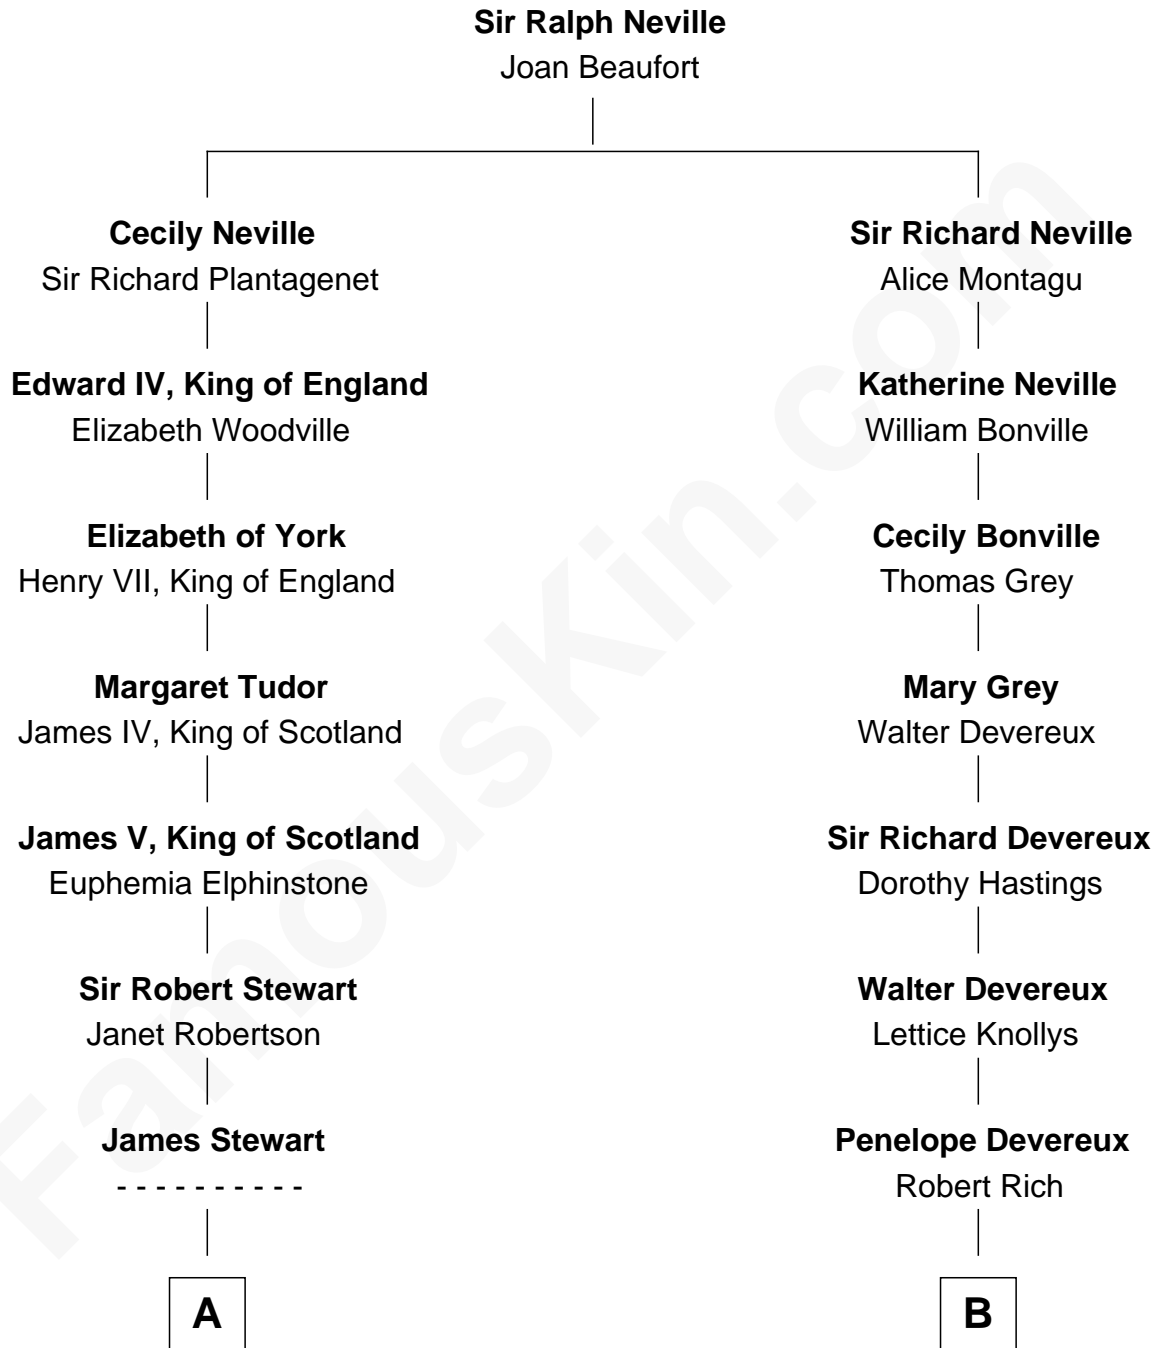 Sir Ralph Neville
Joan Beaufort
Cecily Neville
Sir Richard Plantagenet
Sir Richard Neville
Alice Montagu
Edward IV, King of England
Elizabeth Woodville
Katherine Neville
William Bonville
Elizabeth of York
Henry VII, King of England
Cecily Bonville
Thomas Grey
Margaret Tudor
James IV, King of Scotland
Mary Grey
Walter Devereux
James V, King of Scotland
Euphemia Elphinstone
Sir Richard Devereux
Dorothy Hastings
Sir Robert Stewart
Janet Robertson
Walter Devereux
Lettice Knollys
James Stewart
- - - - - - - - - -
Penelope Devereux
Robert Rich
A
B
FamousKin.com